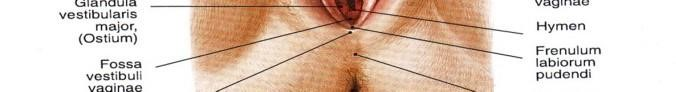 Glandula
vestibularis
major,
(Ostium)
Fossa
vestibuli
vaginae
vaginae
Hymen
Frenulum
labiorum
pudendi